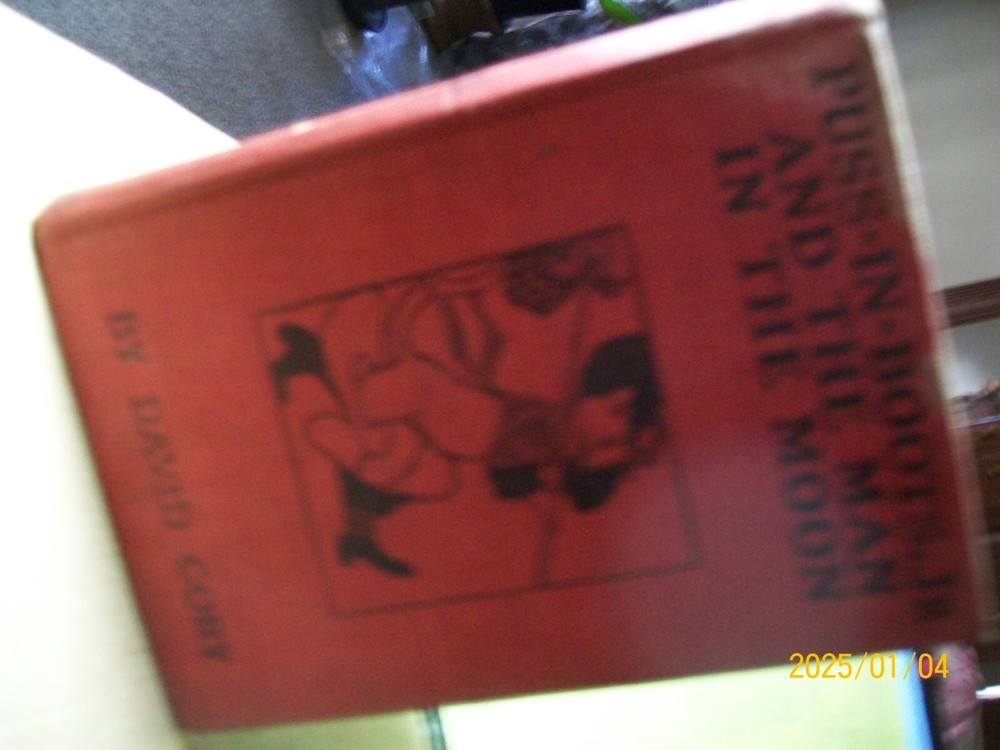 PUSS-IN-BOOTS JR
AND THE MAN
IN THE MOON
BY DAVID CORY
2025/01/04